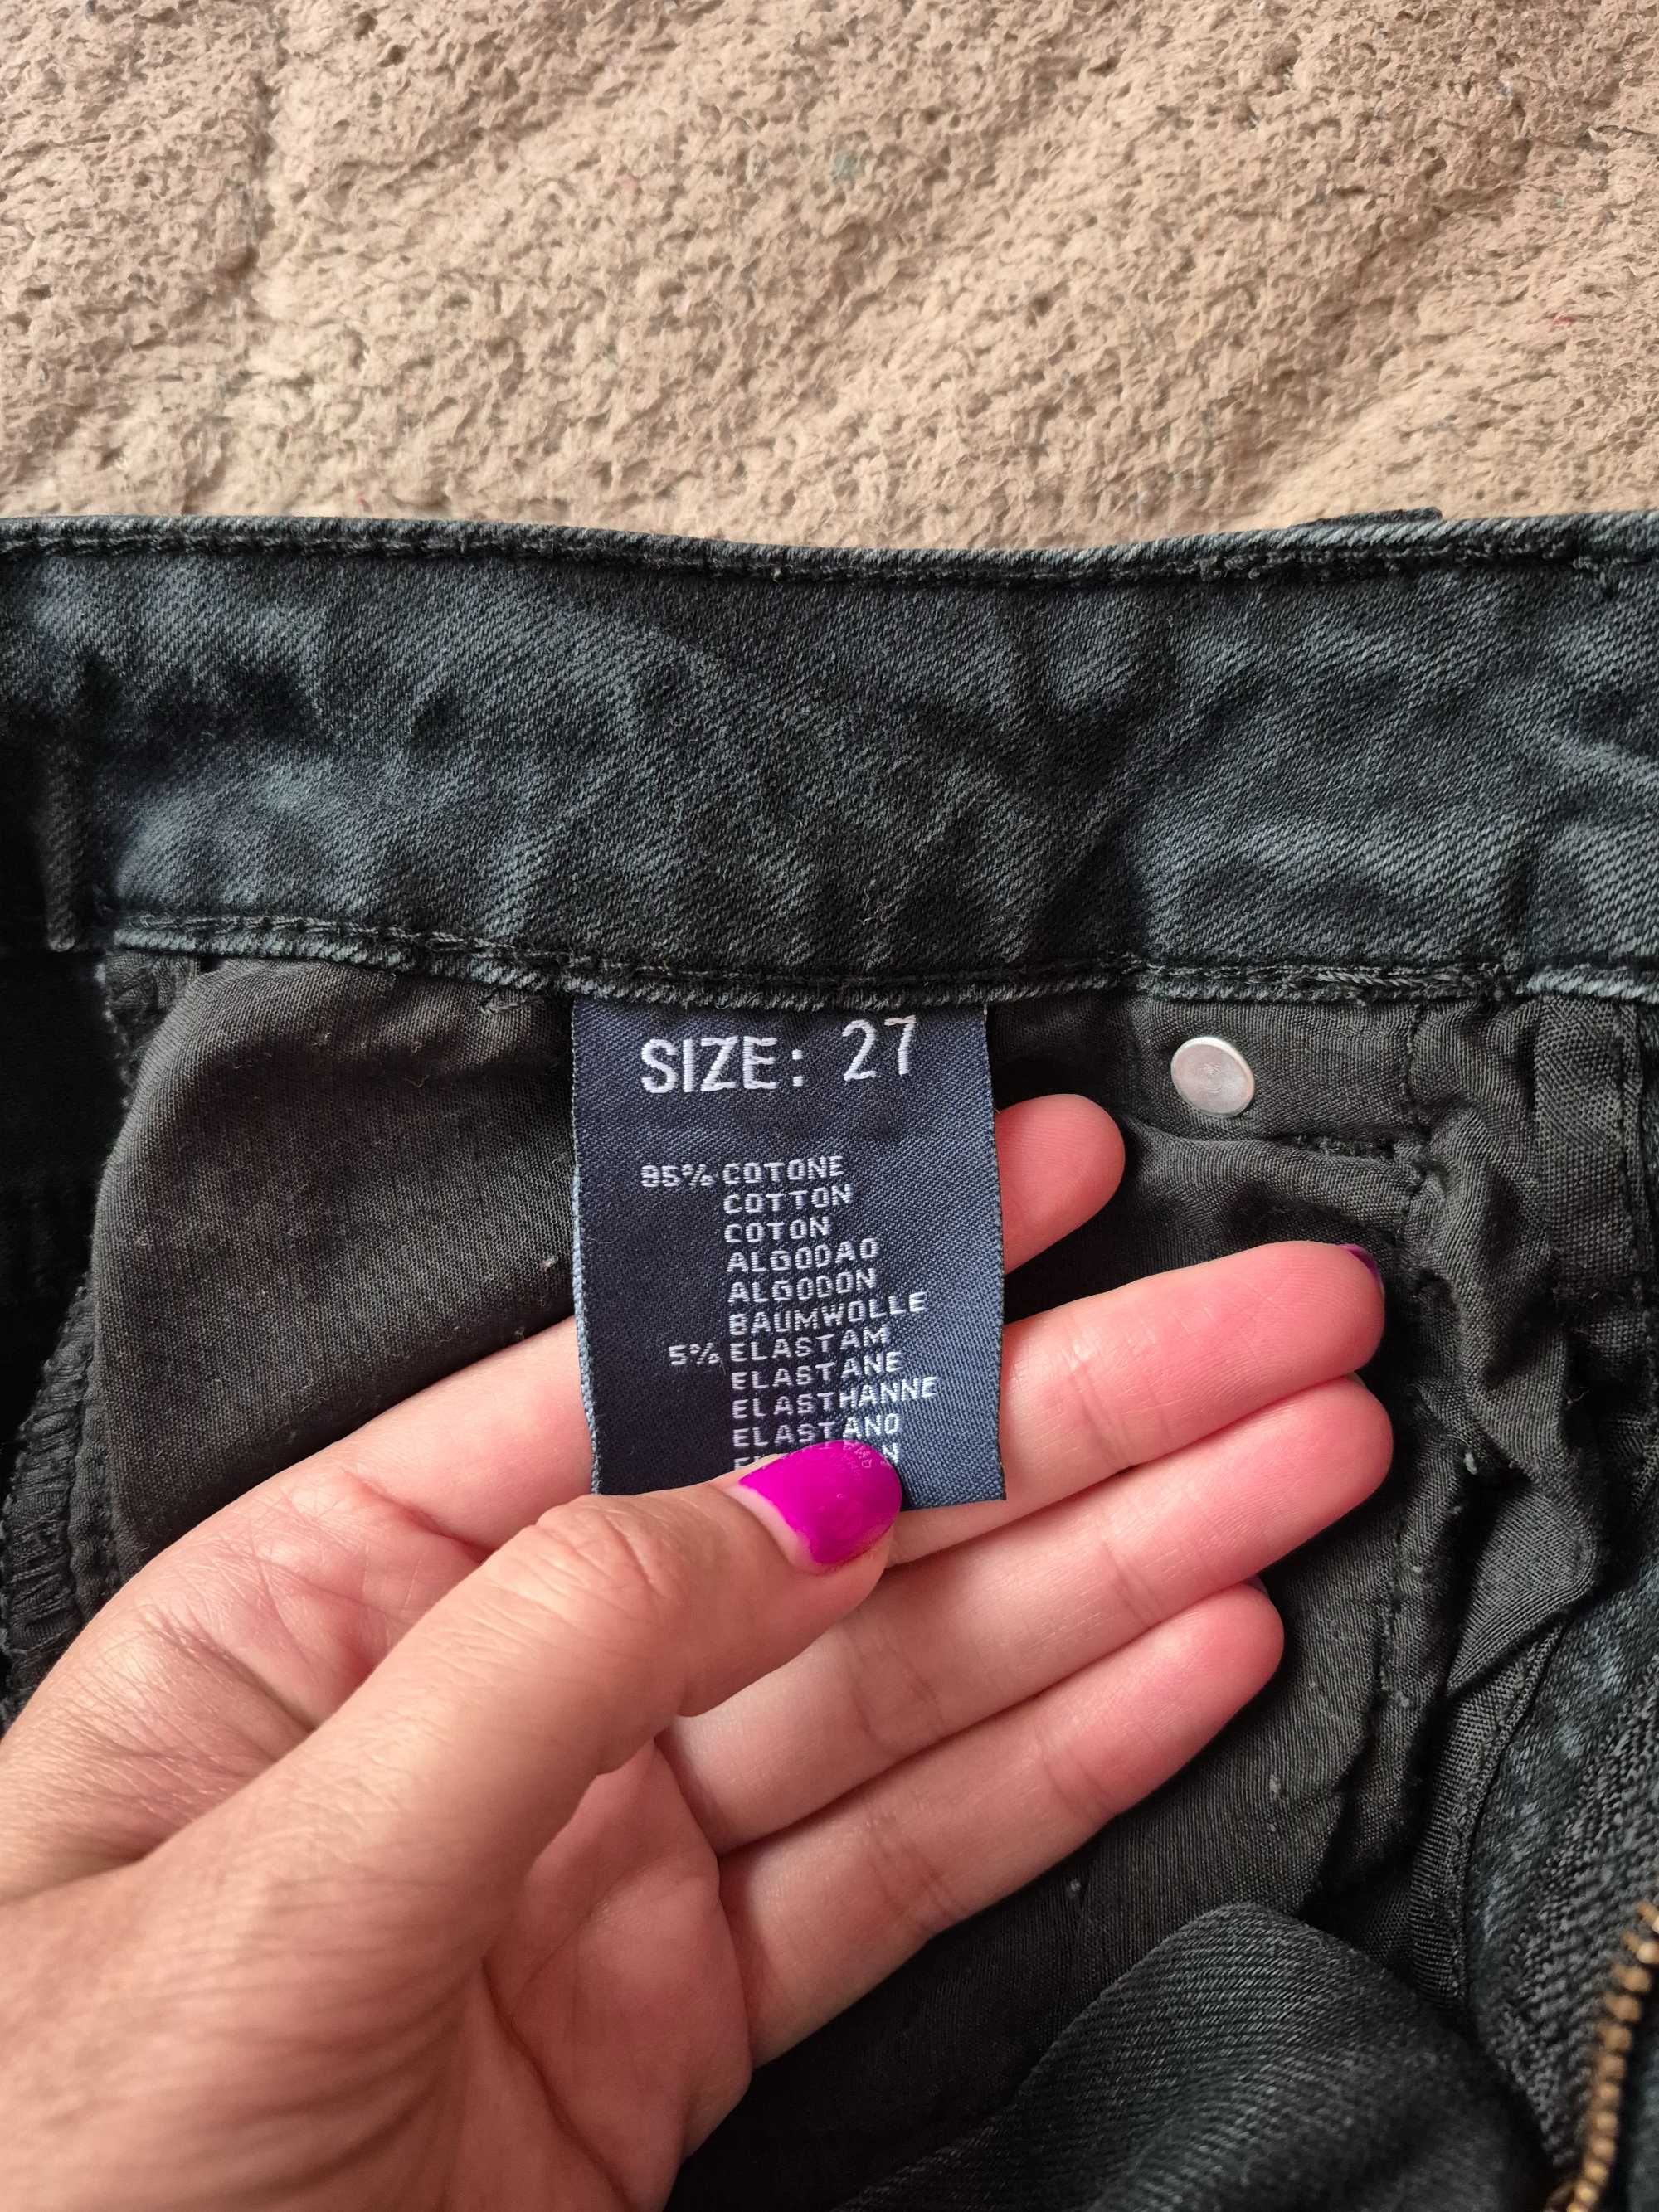 SIZE: 27
95% COTONE
COTTON
COTON
ALGODAO
ALGODON
BAUMWOLLE
5% ELASTAM
ELASTANE
ELASTHANNE
ELASTANO